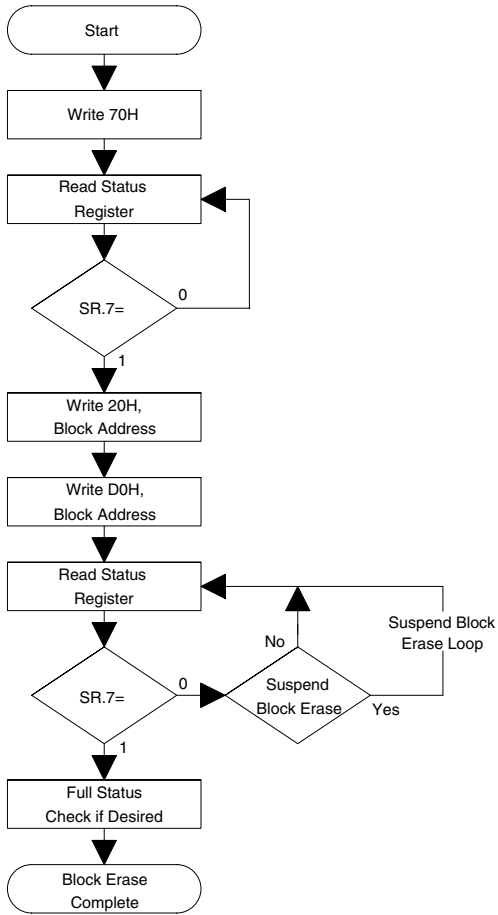 Start
Write 70H
Read Status
Register
SR.7=
0
1
Write 20H,
Block Address
Write D0H,
Block Address
Read Status
Register
Suspend Block
Erase Loop
No
SR.7=
0
Suspend
Block Erase
Yes
1
Full Status
Check if Desired
Block Erase
Complete